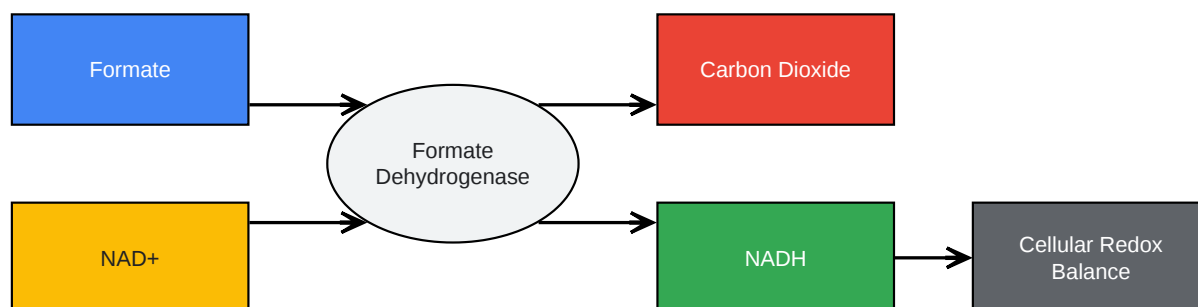 Formate
Carbon Dioxide
Formate
Dehydrogenase
NAD+
NADH
Cellular Redox
Balance